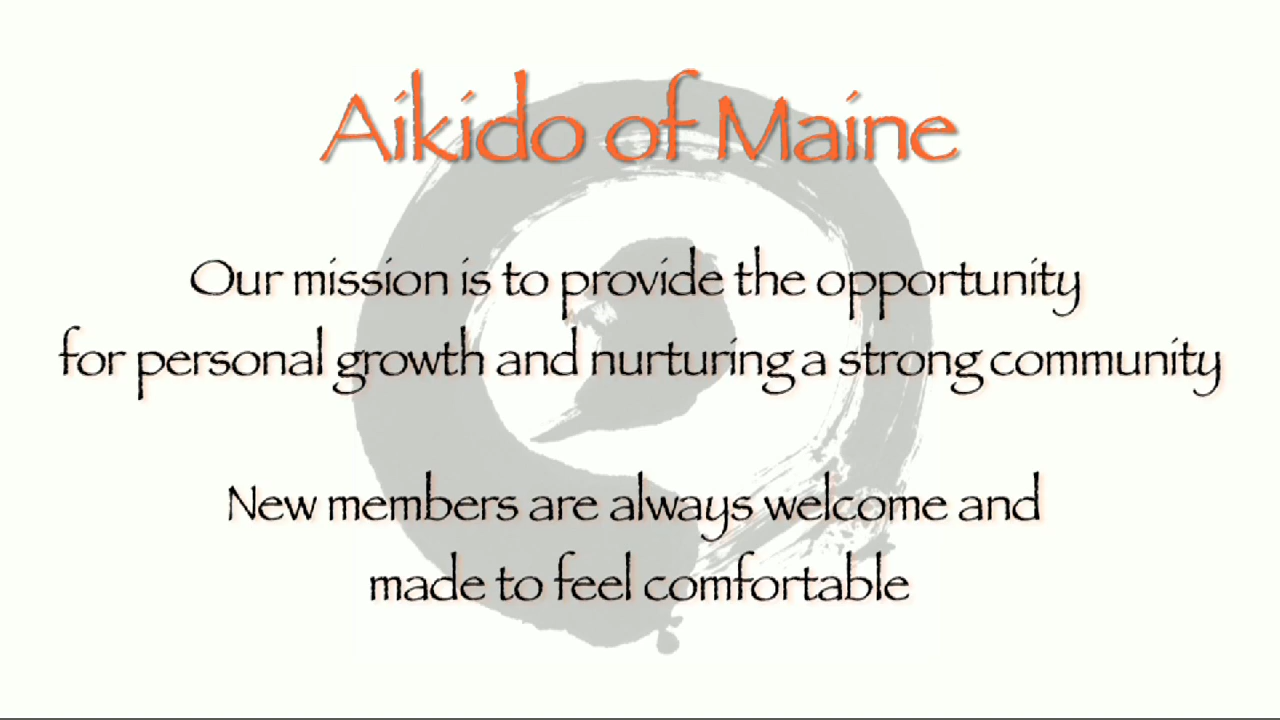 Aikido of Maine
Our mission is to provide the opportunity
for personal growth and nurturing a strong community
New members are always welcome and
made to feel comfortable